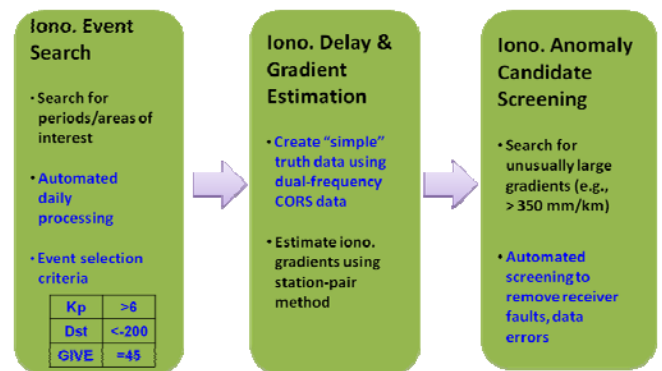 Iono. Event
Search
• Search for
periods/areas of
interest
• Automated
daily
processing
• Event selection
criteria
Kp >6
Dst <-200
GIVE =45
Iono. Delay &
Gradient
Estimation
• Create “simple”
truth data using
dual-frequency
CORS data
• Estimate iono.
gradients using
station-pair
method
Iono. Anomaly
Candidate
Screening
• Search for
unusually large
gradients (e.g.,
> 350 mm/km)
• Automated
screening to
remove receiver
faults, data
errors